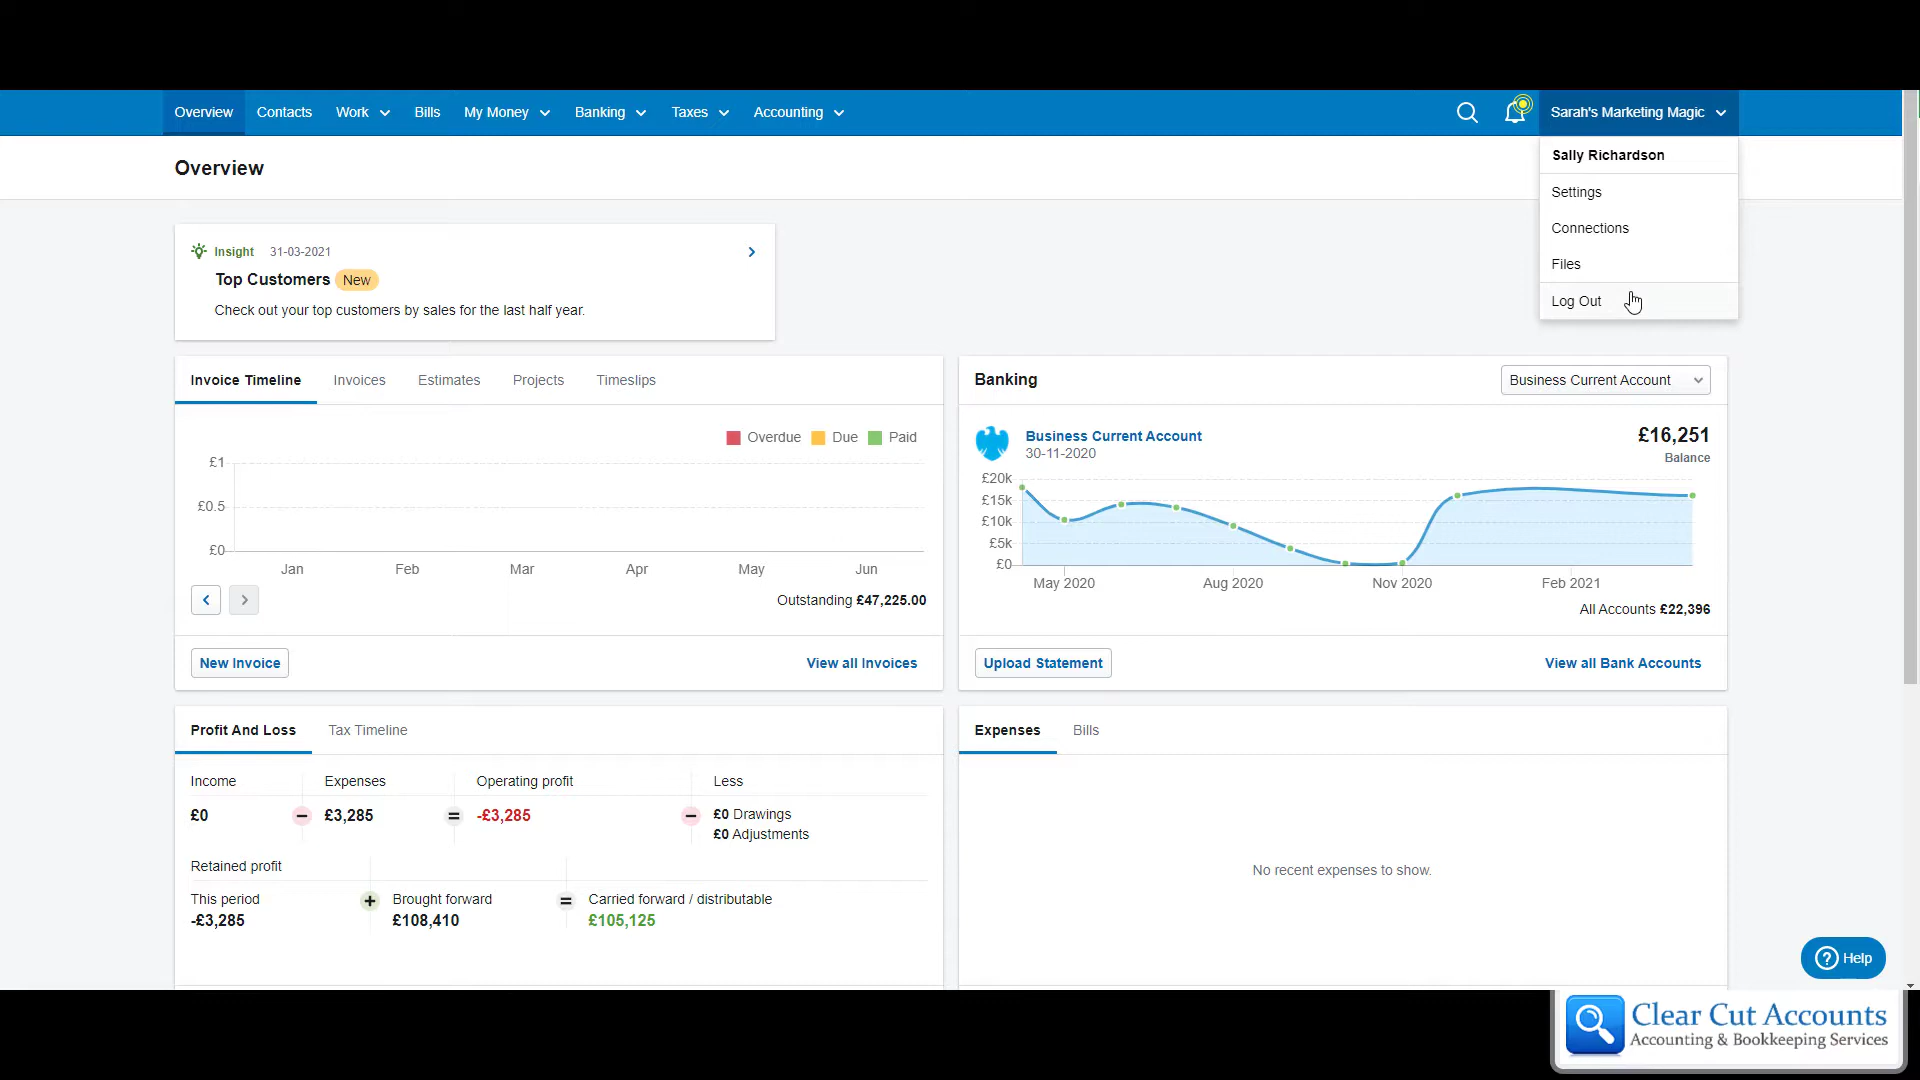 Overview Contacts Work Bills My Money Banking Taxes Accounting Sarah's Marketing Magic
Sally Richardson
Settings
Connections
Files
Log Out
Overview
Insight 31-03-2021
Top Customers New
Check out your top customers by sales for the last half year.
Invoice Timeline Invoices Estimates Projects Timeslips
Overdue Due Paid
£1
£0.5
£0
Jan Feb Mar Apr May Jun
Outstanding £47,225.00
New Invoice View all Invoices
Banking Business Current Account
Business Current Account £16,251
30-11-2020 Balance
£20k
£15k
£10k
£5k
£0
May 2020 Aug 2020 Nov 2020 Feb 2021
All Accounts £22,396
Upload Statement View all Bank Accounts
Profit And Loss Tax Timeline
Income Expenses Operating profit Less
£0 − £3,285 = -£3,285 − £0 Drawings
£0 Adjustments
Retained profit
This period + Brought forward = Carried forward / distributable
-£3,285 £108,410 £105,125
Expenses Bills
No recent expenses to show.
? Help
Clear Cut Accounts
Accounting & Bookkeeping Services